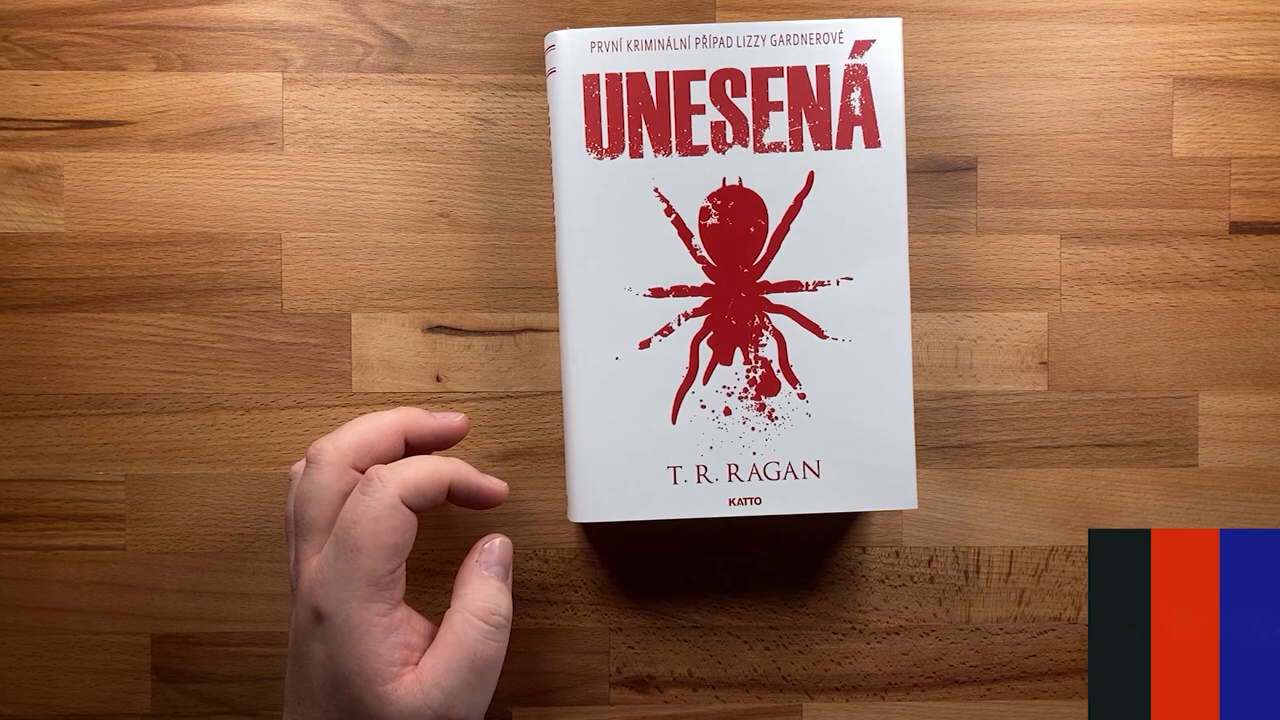 PRVNÍ KRIMINÁLNÍ PŘÍPAD LIZZY GARDNEROVÉ
UNESENÁ
T. R. RAGAN
KATTO